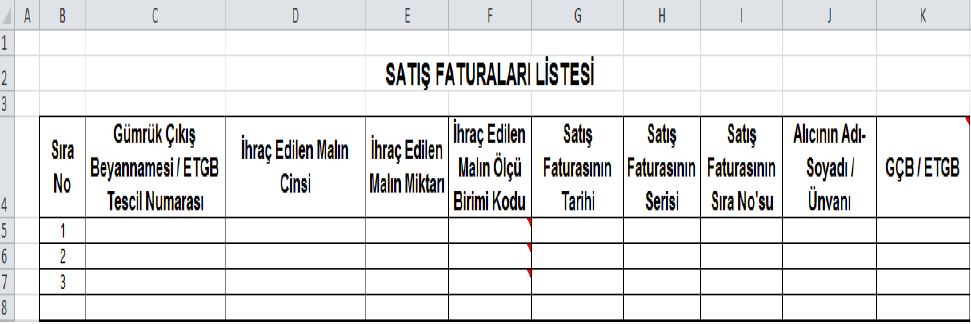 A B C D E F G H I J K
1
2 SATIŞ FATURALARI LİSTESİ
3
4 Sıra No Gümrük Çıkış Beyannamesi / ETGB Tescil Numarası İhraç Edilen Malın Cinsi İhraç Edilen Malın Miktarı İhraç Edilen Malın Ölçü Birimi Kodu Satış Faturasının Tarihi Satış Faturasının Serisi Satış Faturasının Sıra No'su Alıcının Adı-Soyadı / Ünvanı GÇB / ETGB
5 1
6 2
7 3
8